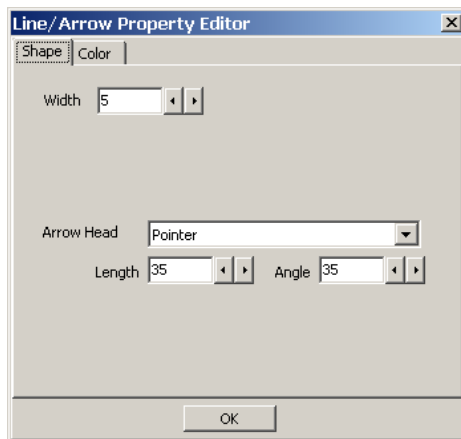 Line/Arrow Property Editor
Shape Color
Width 5
Arrow Head Pointer
Length 35 Angle 35
OK